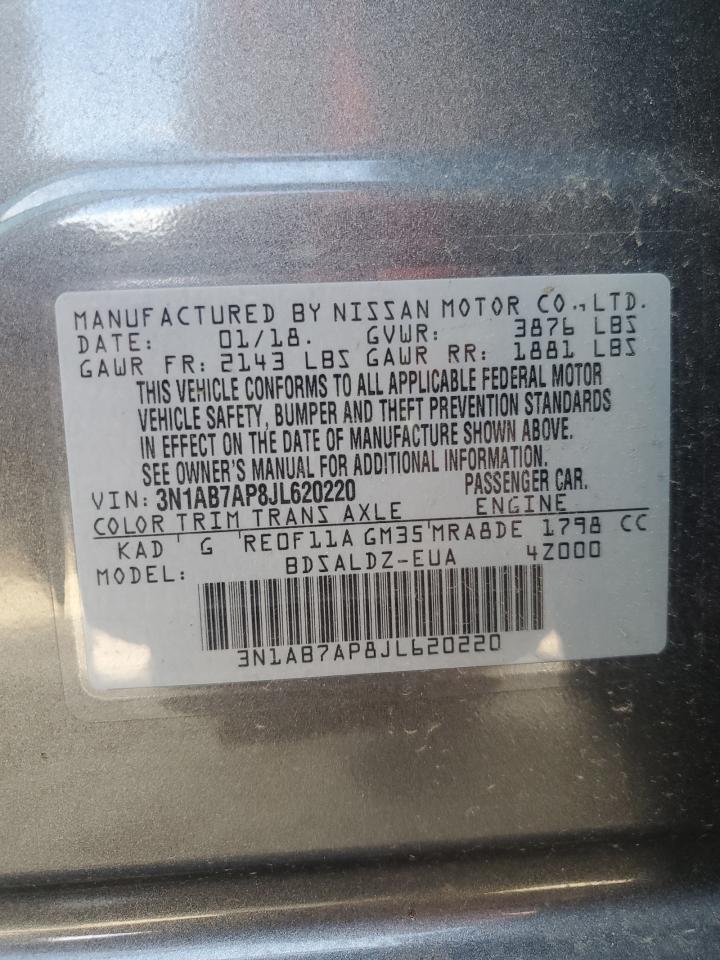 MANUFACTURED BY NISSAN MOTOR CO., LTD.
DATE: 01/18. GVWR: 3876 LBS
GAWR FR: 2143 LBS GAWR RR: 1881 LBS
THIS VEHICLE CONFORMS TO ALL APPLICABLE FEDERAL MOTOR
VEHICLE SAFETY, BUMPER AND THEFT PREVENTION STANDARDS
IN EFFECT ON THE DATE OF MANUFACTURE SHOWN ABOVE.
SEE OWNER'S MANUAL FOR ADDITIONAL INFORMATION.
VIN: 3N1AB7AP8JL620220 PASSENGER CAR.
COLOR TRIM TRANS AXLE ENGINE
KAD G RE0F11A GM35 MRA8DE 1798 CC
MODEL: BDSALDZ-EUA 4Z000
3N1AB7AP8JL620220